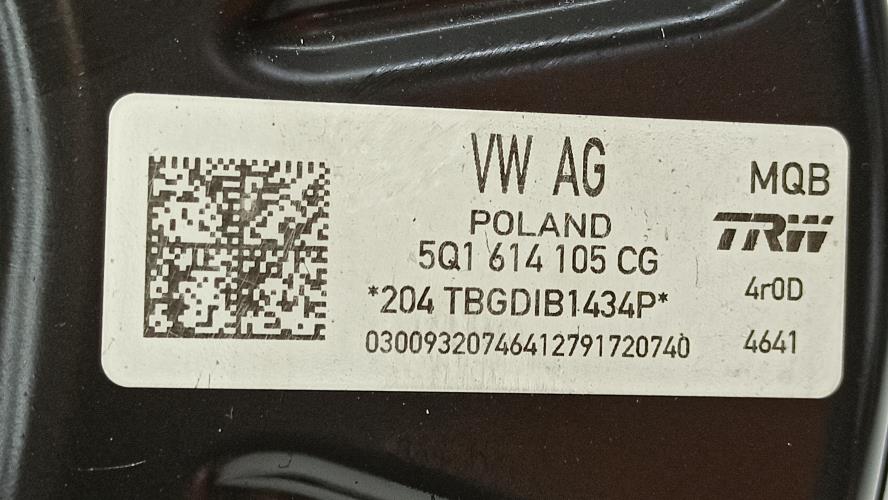 VW AG
POLAND
5Q1 614 105 CG
*204 TBGDIB1434P*
03009320746412791720740
MQB
TRW
4r0D
4641